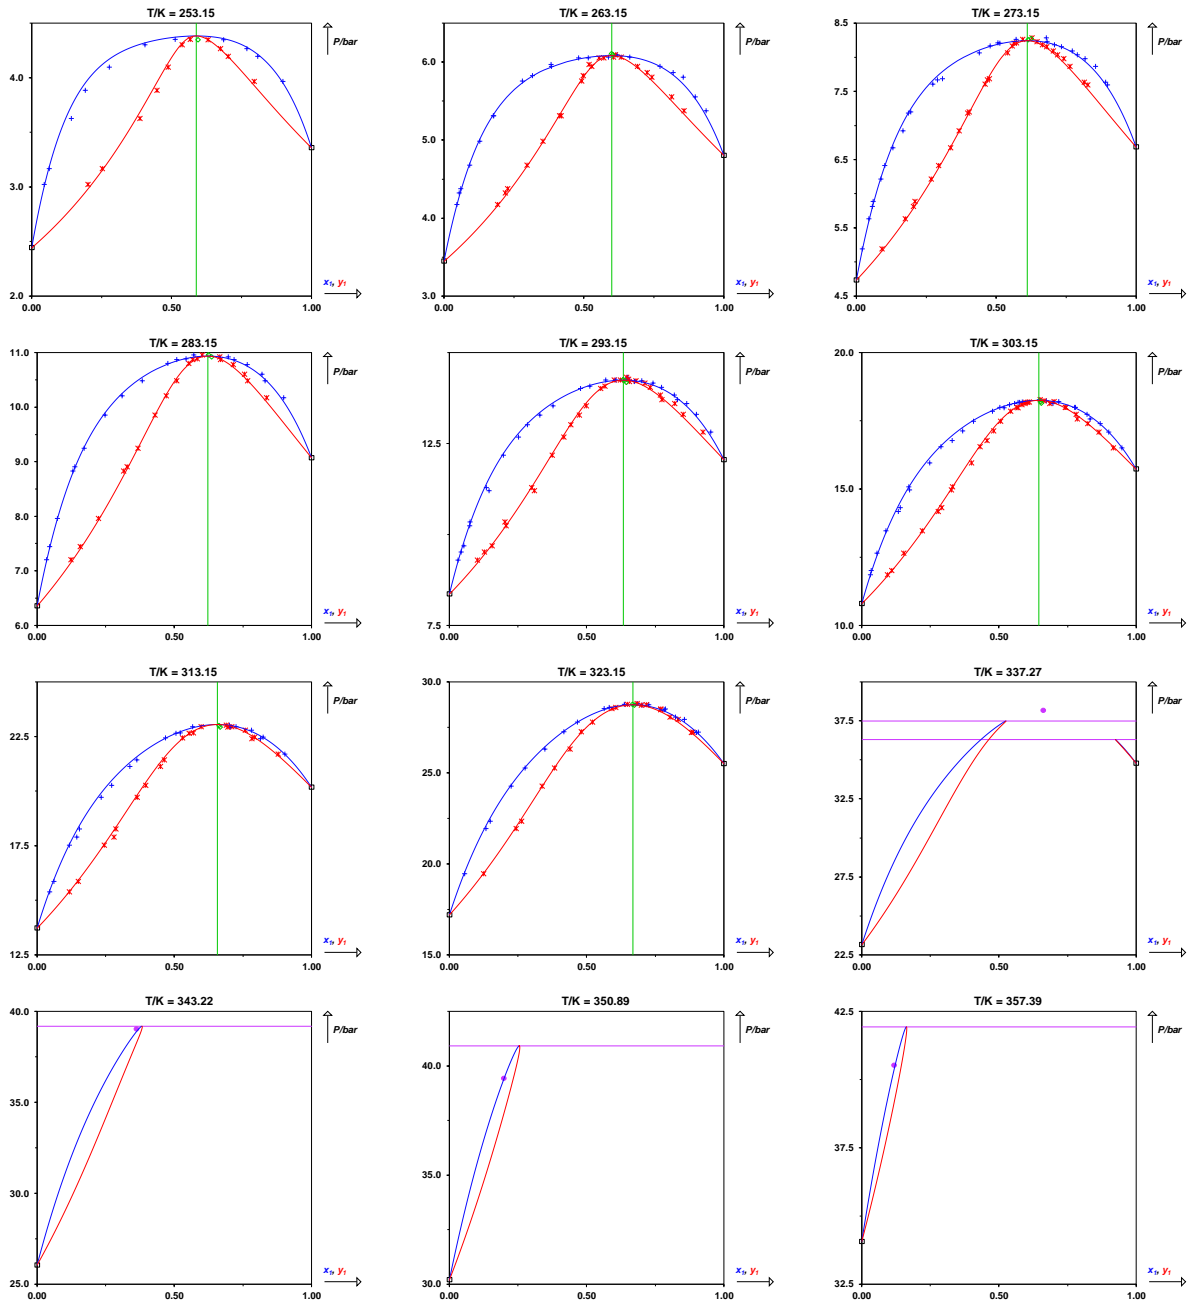 T/K = 253.15
P/bar
4.0
3.0
2.0
x₁, y₁
0.00
0.50
1.00
T/K = 263.15
P/bar
6.0
5.0
4.0
3.0
x₁, y₁
0.00
0.50
1.00
T/K = 273.15
8.5
P/bar
7.5
6.5
5.5
4.5
x₁, y₁
0.00
0.50
1.00
T/K = 283.15
11.0
P/bar
10.0
9.0
8.0
7.0
6.0
x₁, y₁
0.00
0.50
1.00
T/K = 293.15
P/bar
12.5
7.5
x₁, y₁
0.00
0.50
1.00
T/K = 303.15
20.0
P/bar
15.0
10.0
x₁, y₁
0.00
0.50
1.00
T/K = 313.15
P/bar
22.5
17.5
12.5
x₁, y₁
0.00
0.50
1.00
T/K = 323.15
30.0
P/bar
25.0
20.0
15.0
x₁, y₁
0.00
0.50
1.00
T/K = 337.27
P/bar
37.5
32.5
27.5
22.5
x₁, y₁
0.00
0.50
1.00
T/K = 343.22
40.0
P/bar
35.0
30.0
25.0
x₁, y₁
0.00
0.50
1.00
T/K = 350.89
P/bar
40.0
35.0
30.0
x₁, y₁
0.00
0.50
1.00
T/K = 357.39
42.5
P/bar
37.5
32.5
x₁, y₁
0.00
0.50
1.00